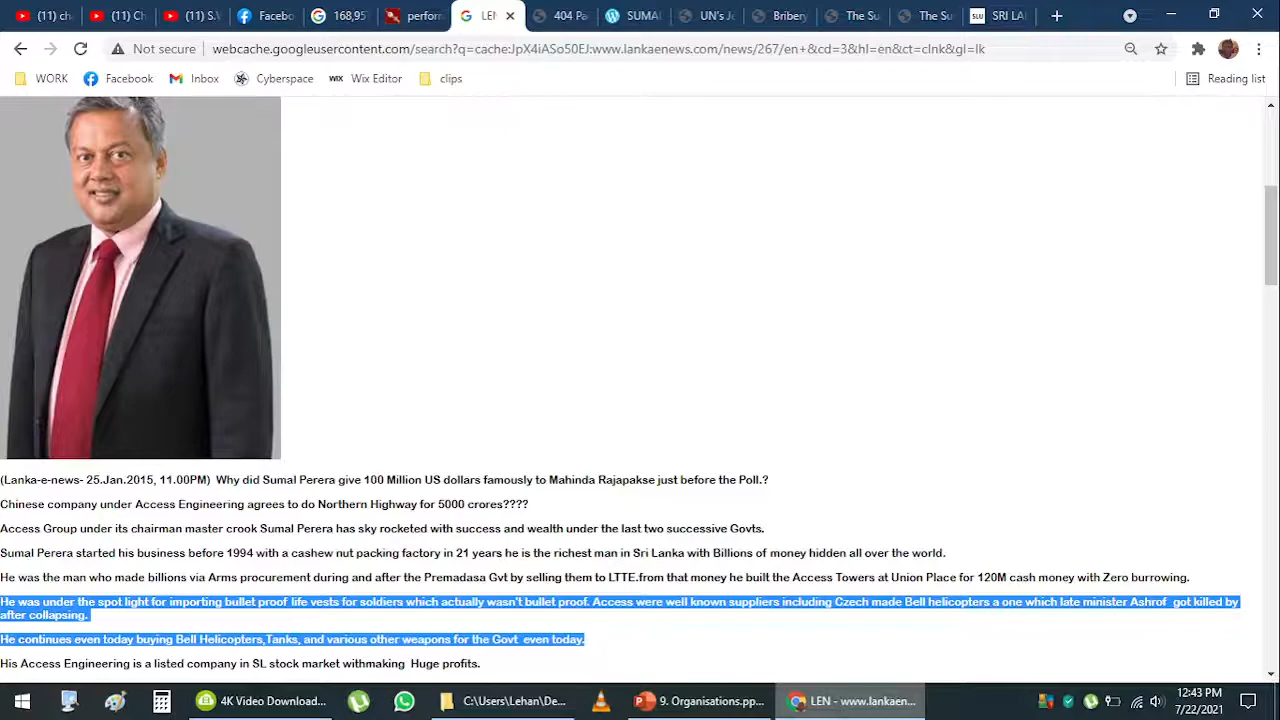 (1) ch
(1) Ch
(11) S.V
Facebo
168,95
perform
LEN
404 Pa
SUMAL
UN's Je
Bribery
The Su
The Su
SLU
SRI LAI
Not secure
webcache.googleusercontent.com/search?q=cache:JpX4iASo50EJ:www.lankaenews.com/news/267/en+&cd=3&hl=en&ct=clnk&gl=lk
WORK
Facebook
Inbox
Cyberspace
WIX
Wix Editor
clips
Reading list
(Lanka-e-news- 25.Jan.2015, 11.00PM) Why did Sumal Perera give 100 Million US dollars famously to Mahinda Rajapakse just before the Poll.?
Chinese company under Access Engineering agrees to do Northern Highway for 5000 crores????
Access Group under its chairman master crook Sumal Perera has sky rocketed with success and wealth under the last two successive Govts.
Sumal Perera started his business before 1994 with a cashew nut packing factory in 21 years he is the richest man in Sri Lanka with Billions of money hidden all over the world.
He was the man who made billions via Arms procurement during and after the Premadasa Gvt by selling them to LTTE.from that money he built the Access Towers at Union Place for 120M cash money with Zero burrowing.
He was under the spot light for importing bullet proof life vests for soldiers which actually wasn't bullet proof. Access were well known suppliers including Czech made Bell helicopters a one which late minister Ashrof got killed by
after collapsing.
He continues even today buying Bell Helicopters,Tanks, and various other weapons for the Govt even today.
His Access Engineering is a listed company in SL stock market withmaking Huge profits.
4K Video Download...
C:\Users\Lehan\De...
9. Organisations.pp...
LEN - www.lankaen...
12:43 PM
7/22/2021